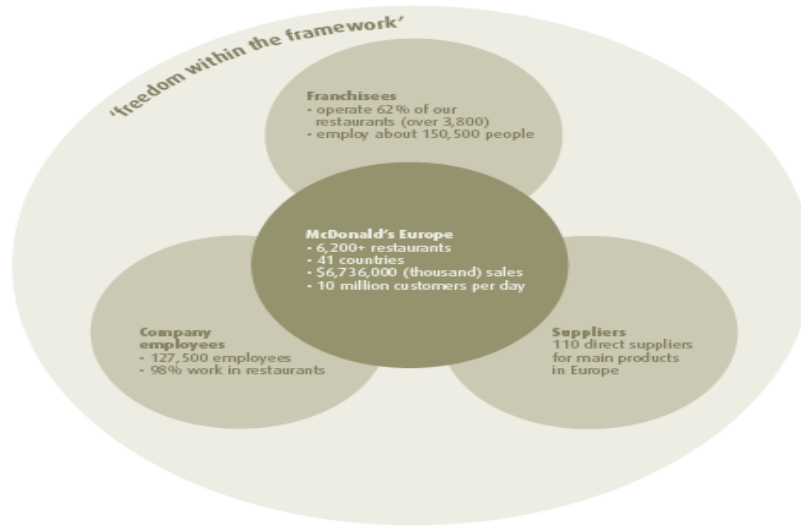 ‘freedom within the framework’
Franchisees
- operate 62% of our
restaurants (over 3,800)
- employ about 150,500 people
McDonald’s Europe
- 6,200+ restaurants
- 41 countries
- $6,736,000 (thousand) sales
- 10 million customers per day
Company
employees
- 127,500 employees
- 98% work in restaurants
Suppliers
110 direct suppliers
for main products
in Europe